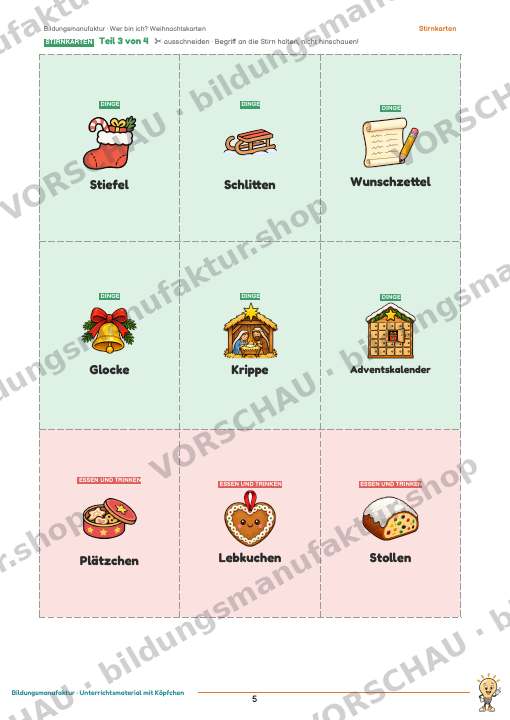 Bildungsmanufaktur · Wer bin ich? Weihnachtskarten
Stirnkarten
STIRNKARTEN Teil 3 von 4 ✂ ausschneiden · Begriff an die Stirn halten, nicht hinschauen!
DINGE DINGE DINGE
Stiefel Schlitten Wunschzettel
DINGE DINGE DINGE
Glocke Krippe Adventskalender
ESSEN UND TRINKEN ESSEN UND TRINKEN ESSEN UND TRINKEN
Plätzchen Lebkuchen Stollen
VORSCHAU · bildungsmanufaktur.shop
Bildungsmanufaktur · Unterrichtsmaterial mit Köpfchen
5